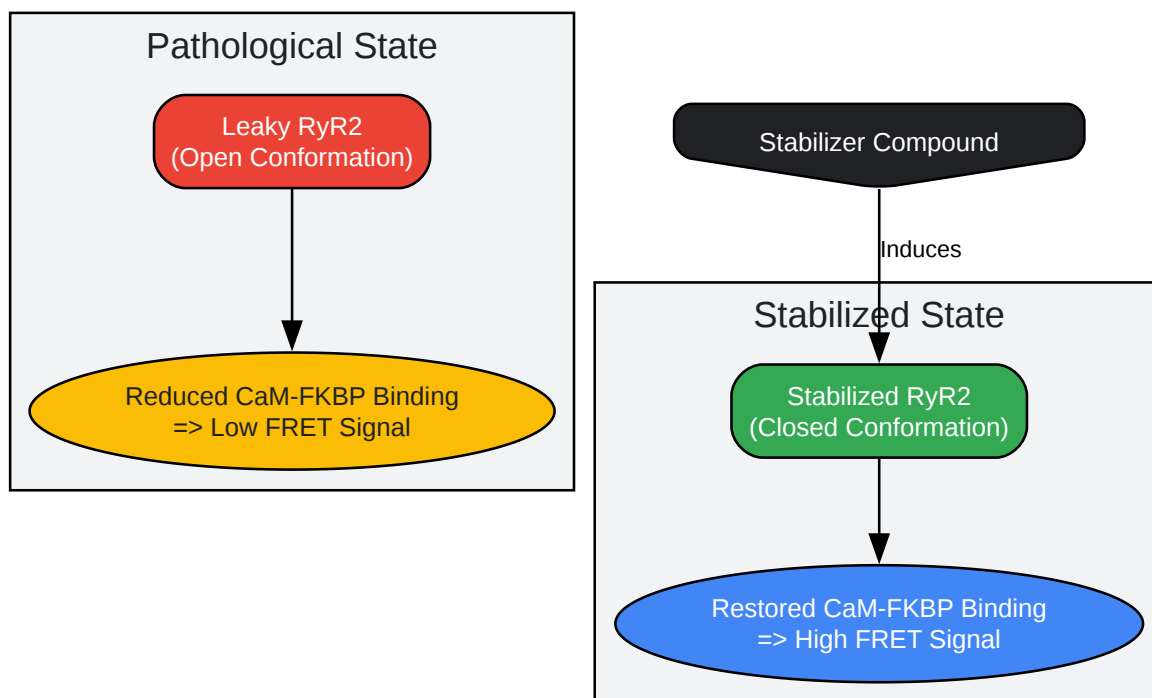 Pathological State
Leaky RyR2
(Open Conformation)
Reduced CaM-FKBP Binding
=> Low FRET Signal
Stabilizer Compound
Induces
Stabilized State
Stabilized RyR2
(Closed Conformation)
Restored CaM-FKBP Binding
=> High FRET Signal